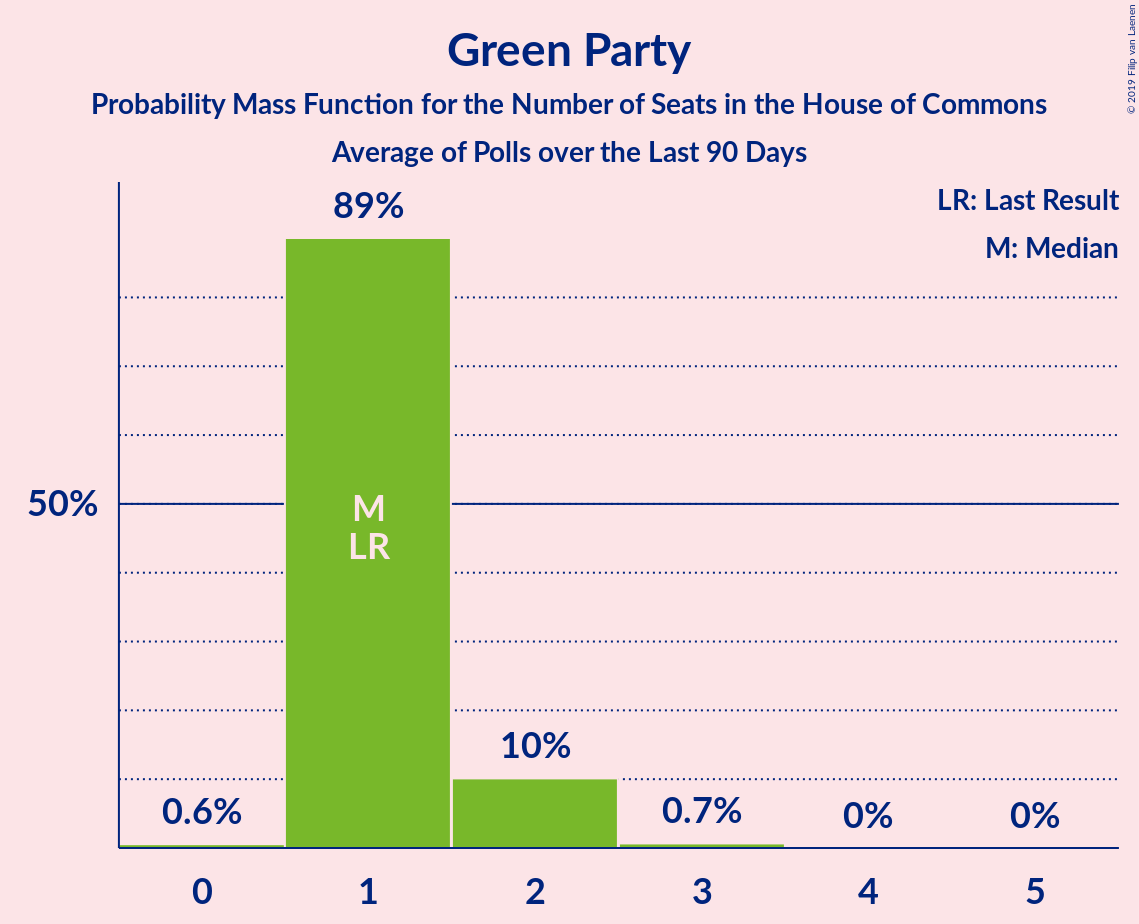 Green Party
Probability Mass Function for the Number of Seats in the House of Commons
Average of Polls over the Last 90 Days
© 2019 Filip van Laenen
LR: Last Result
M: Median
89%
50%
M
LR
10%
0.6%
0.7%
0%
0%
0
1
2
3
4
5